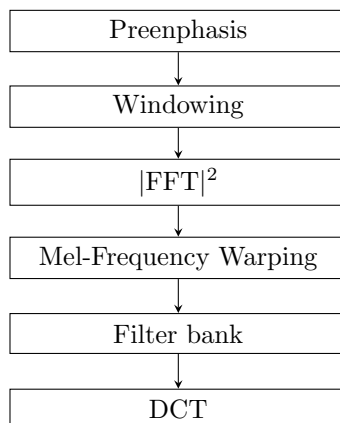 Preenphasis
Windowing
|FFT|²
Mel-Frequency Warping
Filter bank
DCT